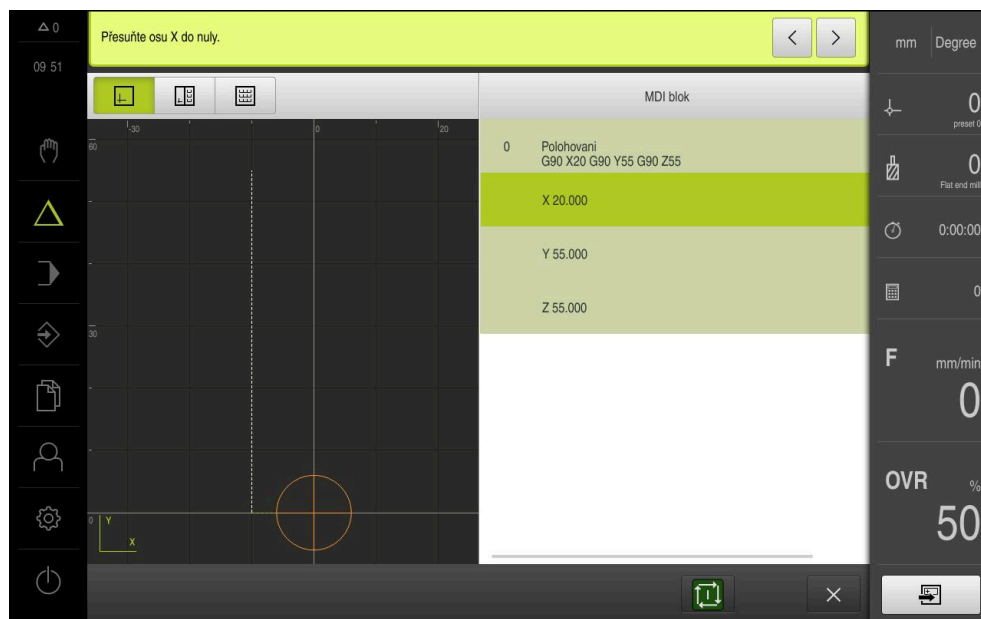 0
09 51
Přesuňte osu X do nuly.
mm
Degree
MDI blok
-30
0
20
60
30
0
Y
X
0 Polohovani
G90 X20 G90 Y55 G90 Z55
X 20.000
Y 55.000
Z 55.000
0
preset 0
0
Flat end mill
0:00:00
0
F mm/min
0
OVR %
50